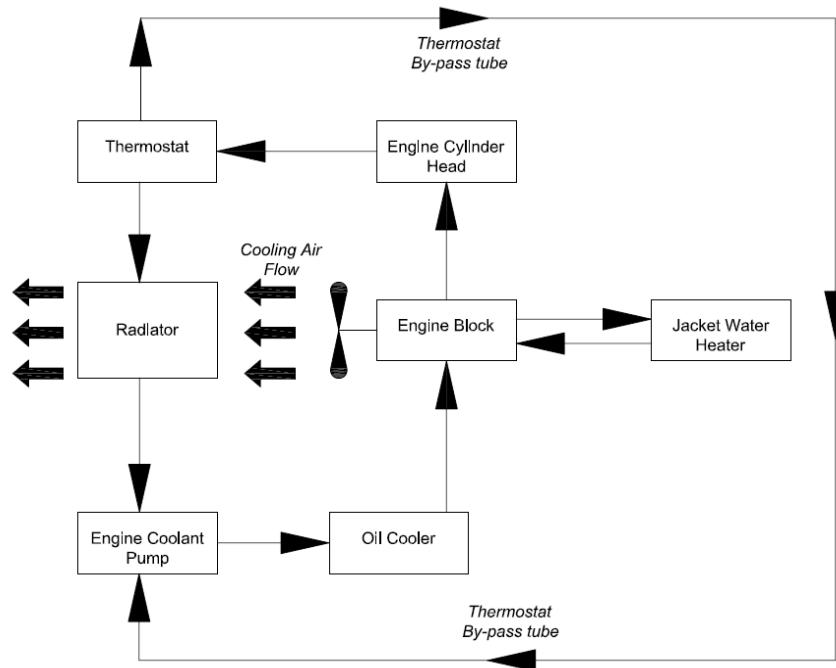 Thermostat
By-pass tube
Thermostat
Engine Cylinder
Head
Cooling Air
Flow
Radiator
Engine Block
Jacket Water
Heater
Engine Coolant
Pump
Oil Cooler
Thermostat
By-pass tube